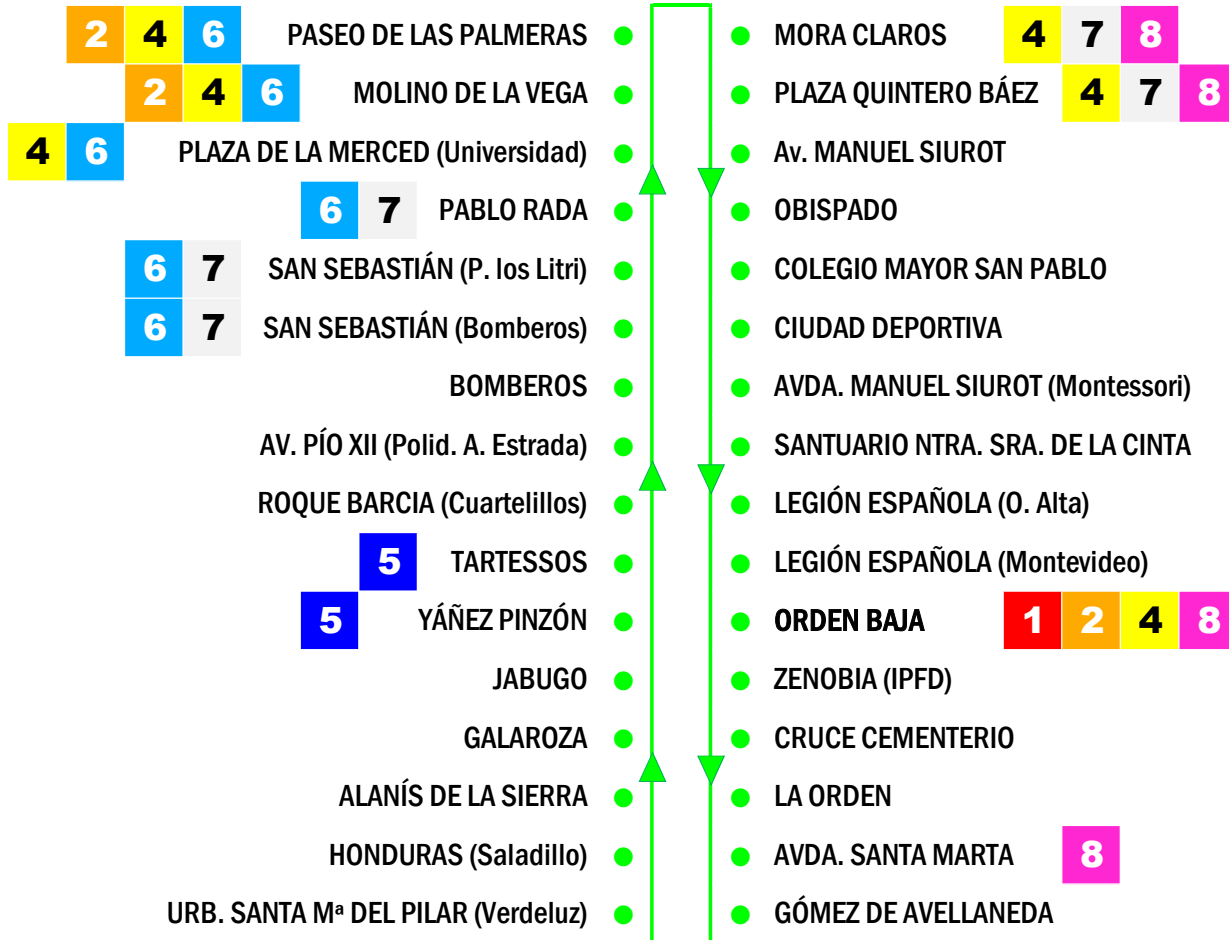 2 4 6 PASEO DE LAS PALMERAS
MORA CLAROS 4 7 8
2 4 6 MOLINO DE LA VEGA
PLAZA QUINTERO BÁEZ 4 7 8
4 6 PLAZA DE LA MERCED (Universidad)
Av. MANUEL SIUROT
6 7 PABLO RADA
OBISPADO
6 7 SAN SEBASTIÁN (P. los Litri)
COLEGIO MAYOR SAN PABLO
6 7 SAN SEBASTIÁN (Bomberos)
CIUDAD DEPORTIVA
BOMBEROS
AVDA. MANUEL SIUROT (Montessori)
AV. PÍO XII (Polid. A. Estrada)
SANTUARIO NTRA. SRA. DE LA CINTA
ROQUE BARCIA (Cuartelillos)
LEGIÓN ESPAÑOLA (O. Alta)
5 TARTESSOS
LEGIÓN ESPAÑOLA (Montevideo)
5 YÁÑEZ PINZÓN
ORDEN BAJA 1 2 4 8
JABUGO
ZENOBIA (IPFD)
GALAROZA
CRUCE CEMENTERIO
ALANÍS DE LA SIERRA
LA ORDEN
HONDURAS (Saladillo)
AVDA. SANTA MARTA 8
URB. SANTA Mª DEL PILAR (Verdeluz)
GÓMEZ DE AVELLANEDA